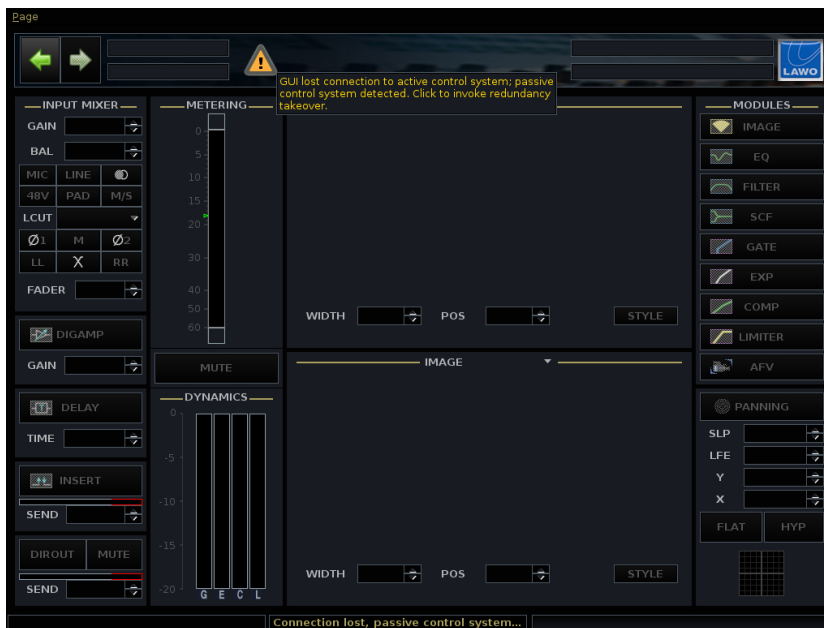 Page
LAWO
GUI lost connection to active control system; passive
control system detected. Click to invoke redundancy
takeover.
INPUT MIXER
GAIN
BAL
MIC LINE
48V PAD M/S
LCUT
Ø1 M Ø2
LL X RR
FADER
DIGAMP
GAIN
DELAY
TIME
INSERT
SEND
DIROUT MUTE
SEND
METERING
0
5
10
15
20
30
40
50
60
MUTE
DYNAMICS
0
-5
-10
-15
-20
G E C L
WIDTH POS STYLE
IMAGE
WIDTH POS STYLE
MODULES
IMAGE
EQ
FILTER
SCF
GATE
EXP
COMP
LIMITER
AFV
PANNING
SLP
LFE
Y
X
FLAT HYP
Connection lost, passive control system...